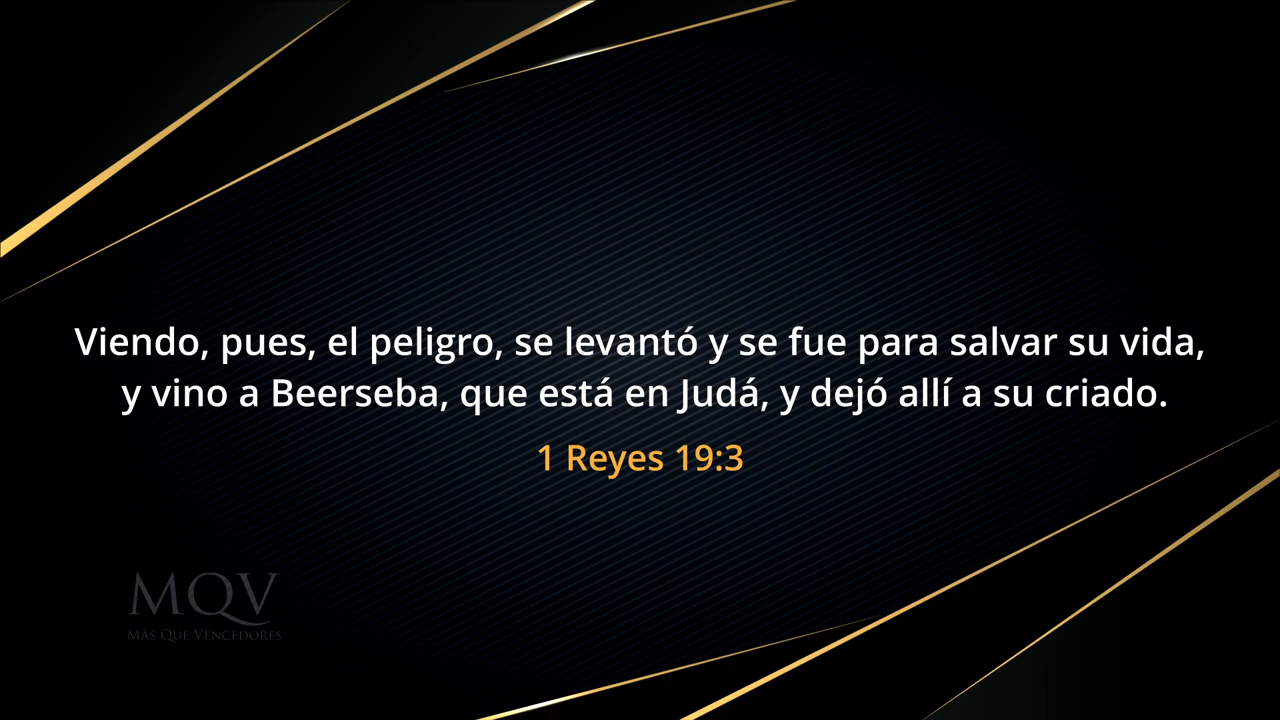 Viendo, pues, el peligro, se levantó y se fue para salvar su vida,
y vino a Beerseba, que está en Judá, y dejó allí a su criado.
1 Reyes 19:3
MQV
Más Que Vencedores